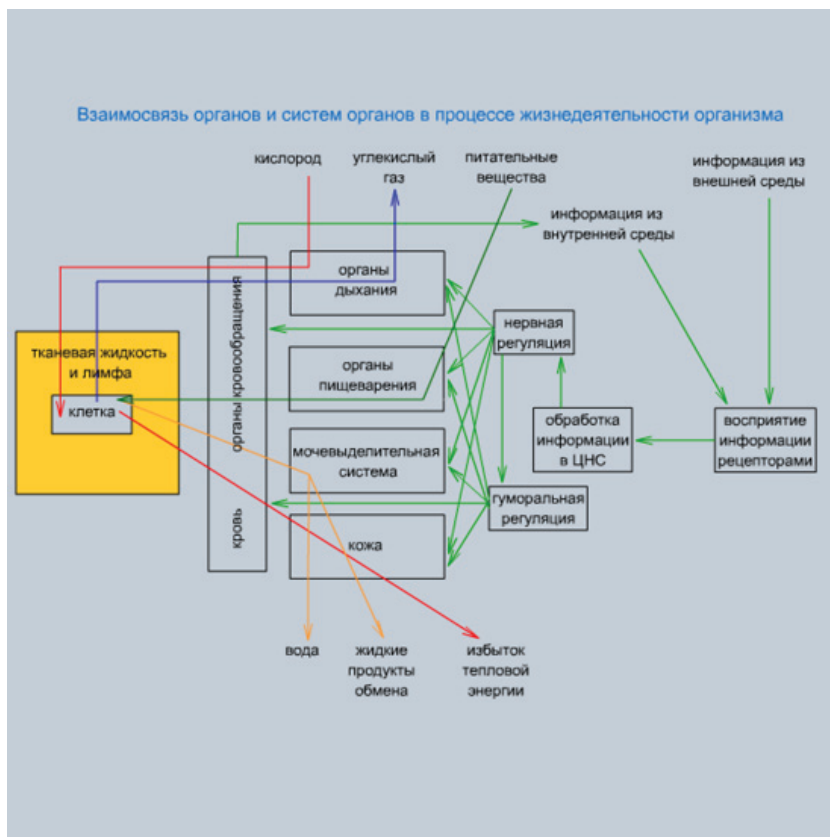 Взаимосвязь органов и систем органов в процессе жизнедеятельности организма
кислород
углекислый
газ
питательные
вещества
информация из
внешней среды
информация из
внутренней среды
органы
дыхания
органы кровообращения
кровь
нервная
регуляция
тканевая жидкость
и лимфа
клетка
органы
пищеварения
обработка
информации
в ЦНС
восприятие
информации
рецепторами
мочевыделительная
система
гуморальная
регуляция
кожа
вода
жидкие
продукты
обмена
избыток
тепловой
энергии